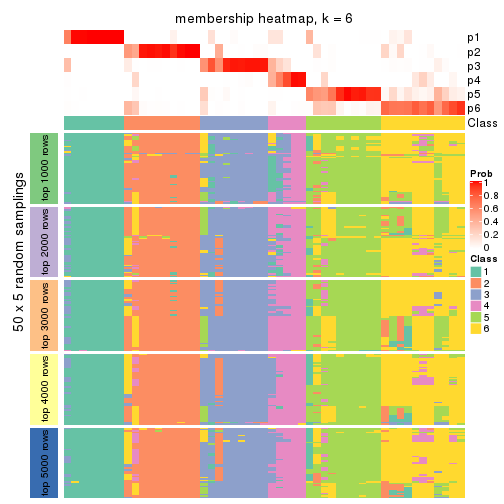 membership heatmap, k = 6
p1
p2
p3
p4
p5
p6
Class
50 x 5 random samplings
top 1000 rows
top 2000 rows
top 3000 rows
top 4000 rows
top 5000 rows
Prob
1
0.8
0.6
0.4
0.2
0
Class
1
2
3
4
5
6